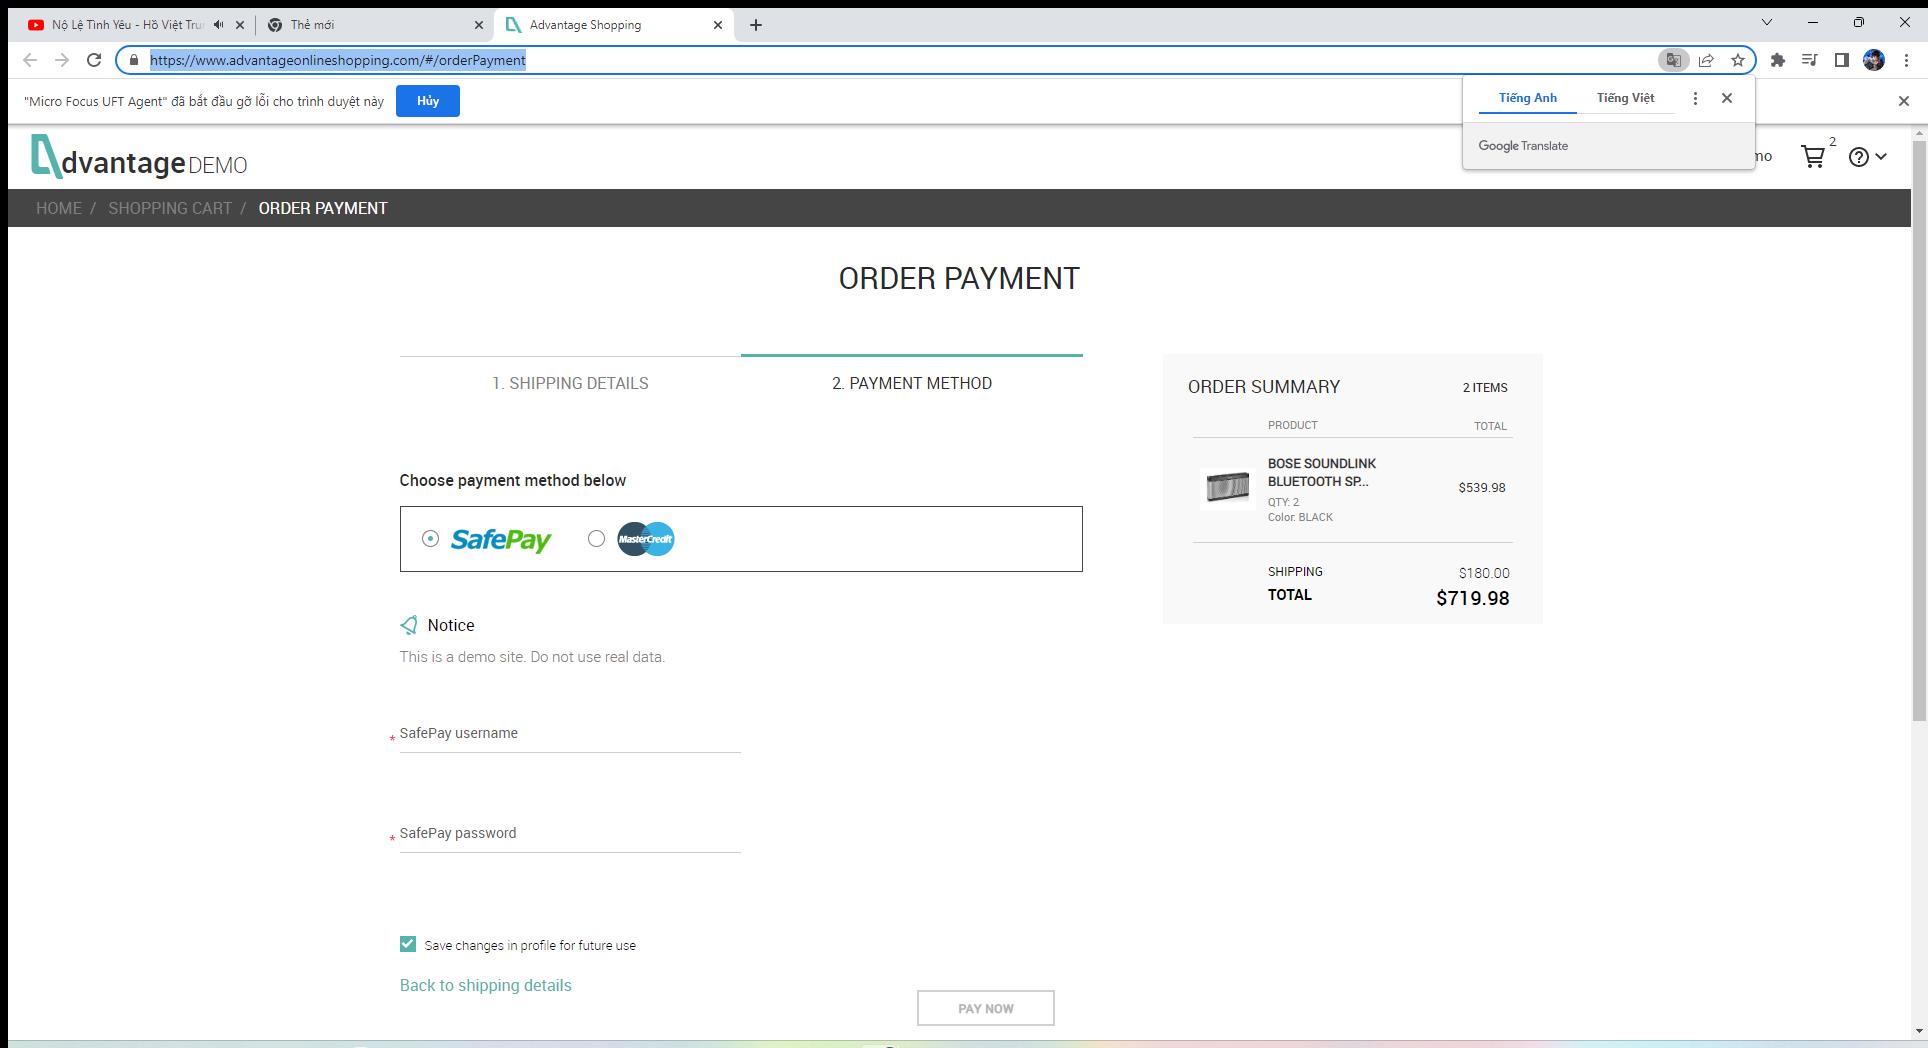 Nô Lệ Tình Yêu - Hồ Việt Tru
Thẻ mới
Advantage Shopping
https://www.advantageonlineshopping.com/#/orderPayment
"Micro Focus UFT Agent" đã bắt đầu gỡ lỗi cho trình duyệt này
Hủy
Tiếng Anh
Tiếng Việt
Google Translate
dvantage DEMO
mo
2
HOME / SHOPPING CART / ORDER PAYMENT
ORDER PAYMENT
1. SHIPPING DETAILS
2. PAYMENT METHOD
Choose payment method below
SafePay
MasterCredit
Notice
This is a demo site. Do not use real data.
* SafePay username
* SafePay password
Save changes in profile for future use
Back to shipping details
PAY NOW
ORDER SUMMARY
2 ITEMS
PRODUCT
TOTAL
BOSE SOUNDLINK
BLUETOOTH SP...
$539.98
QTY: 2
Color: BLACK
SHIPPING
$180.00
TOTAL
$719.98